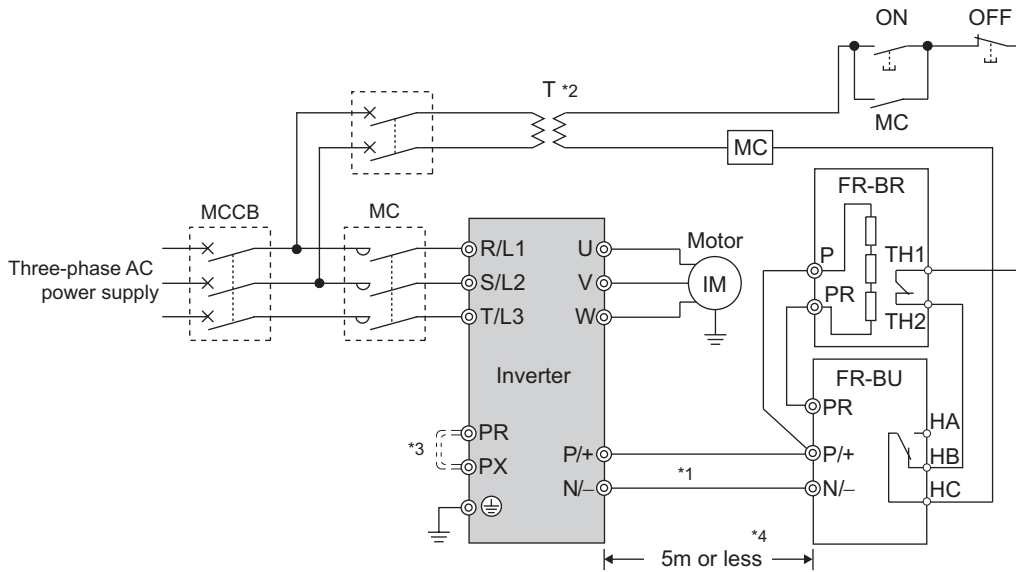 ON
OFF
T *2
MC
MC
FR-BR
MCCB
MC
R/L1
U
Motor
P
TH1
Three-phase AC
power supply
S/L2
V
IM
PR
T/L3
W
TH2
Inverter
FR-BU
PR
HA
*3
PR
PX
P/+
P/+
HB
N/–
*1
N/–
HC
*4
5m or less